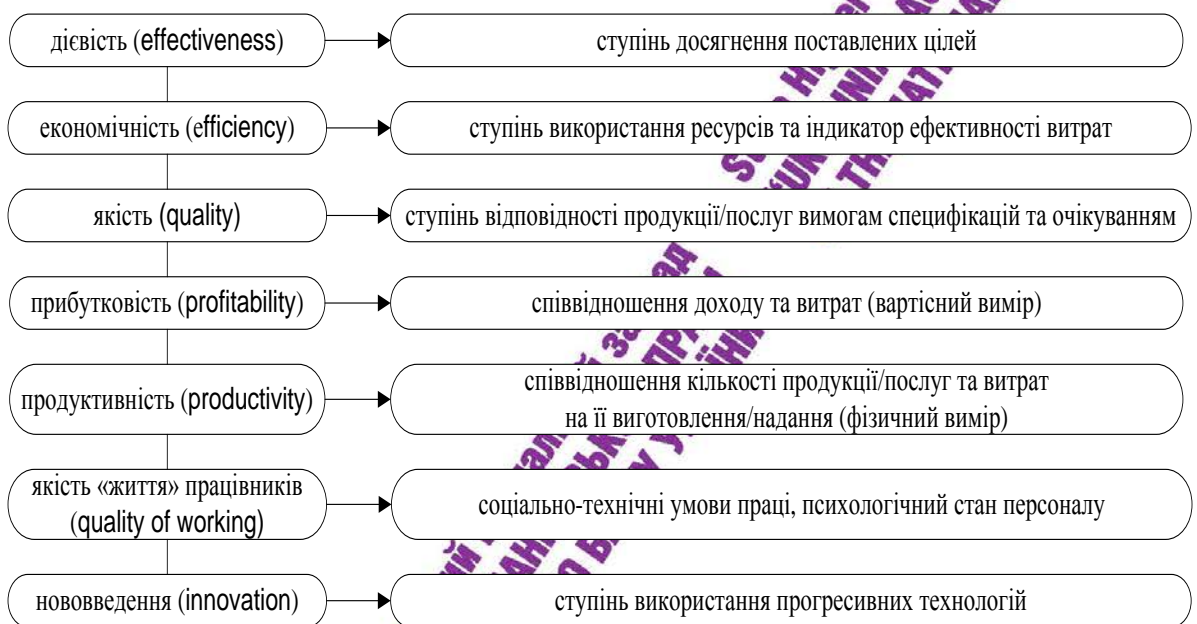 дієвість (effectiveness)
ступінь досягнення поставлених цілей
економічність (efficiency)
ступінь використання ресурсів та індикатор ефективності витрат
якість (quality)
ступінь відповідності продукції/послуг вимогам специфікацій та очікуванням
прибутковість (profitability)
співвідношення доходу та витрат (вартісний вимір)
продуктивність (productivity)
співвідношення кількості продукції/послуг та витрат
на її виготовлення/надання (фізичний вимір)
якість «життя» працівників
(quality of working)
соціально-технічні умови праці, психологічний стан персоналу
нововведення (innovation)
ступінь використання прогресивних технологій